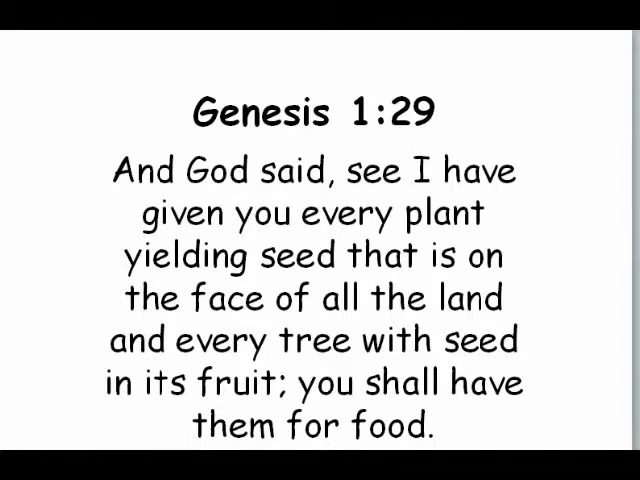 Genesis 1:29
And God said, see I have
given you every plant
yielding seed that is on
the face of all the land
and every tree with seed
in its fruit; you shall have
them for food.